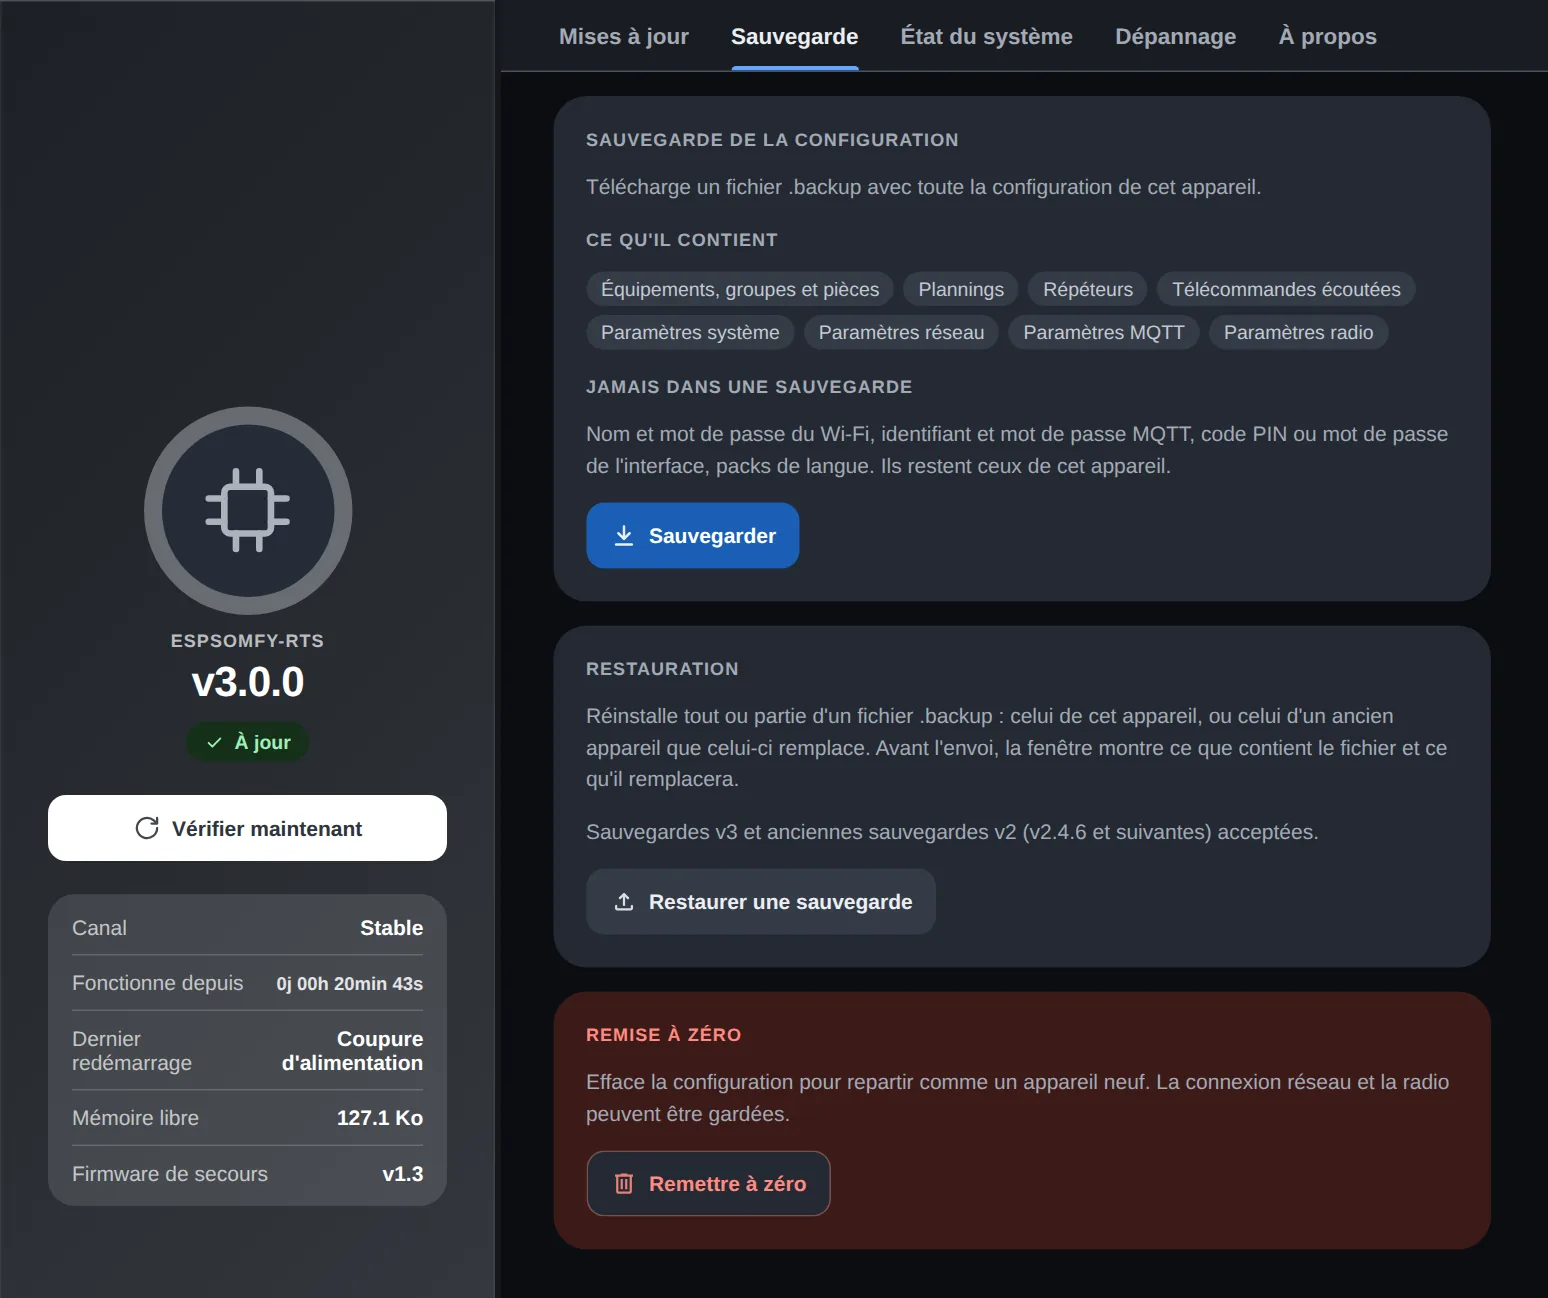 Mises à jour
Sauvegarde
État du système
Dépannage
À propos
ESPSOMFY-RTS
v3.0.0
À jour
Vérifier maintenant
Canal Stable
Fonctionne depuis 0j 00h 20min 43s
Dernier redémarrage Coupure d'alimentation
Mémoire libre 127.1 Ko
Firmware de secours v1.3
SAUVEGARDE DE LA CONFIGURATION
Télécharge un fichier .backup avec toute la configuration de cet appareil.
CE QU'IL CONTIENT
Équipements, groupes et pièces
Plannings
Répéteurs
Télécommandes écoutées
Paramètres système
Paramètres réseau
Paramètres MQTT
Paramètres radio
JAMAIS DANS UNE SAUVEGARDE
Nom et mot de passe du Wi-Fi, identifiant et mot de passe MQTT, code PIN ou mot de passe
de l'interface, packs de langue. Ils restent ceux de cet appareil.
Sauvegarder
RESTAURATION
Réinstalle tout ou partie d'un fichier .backup : celui de cet appareil, ou celui d'un ancien
appareil que celui-ci remplace. Avant l'envoi, la fenêtre montre ce que contient le fichier et ce
qu'il remplacera.
Sauvegardes v3 et anciennes sauvegardes v2 (v2.4.6 et suivantes) acceptées.
Restaurer une sauvegarde
REMISE À ZÉRO
Efface la configuration pour repartir comme un appareil neuf. La connexion réseau et la radio
peuvent être gardées.
Remettre à zéro